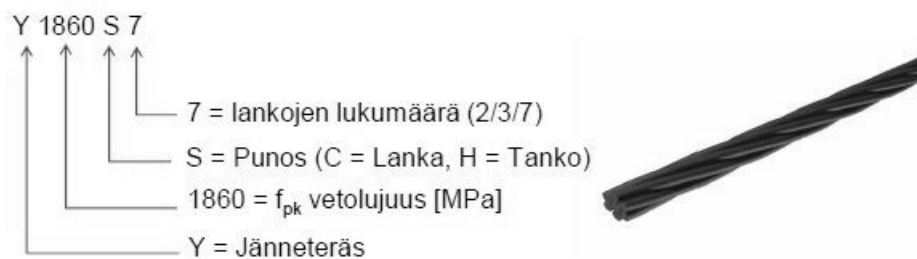 Y 1860 S 7
7 = lankojen lukumäärä (2/3/7)
S = Punos (C = Lanka, H = Tanko)
1860 = fpk vetolujuus [MPa]
Y = Jänneteräs